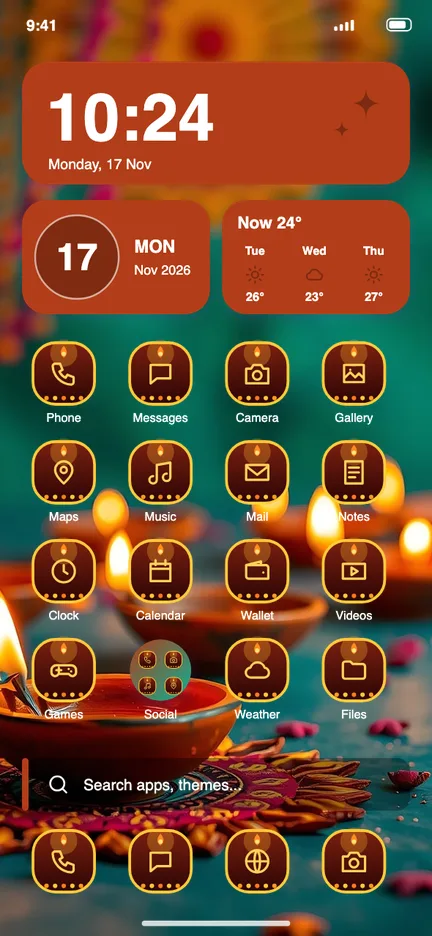 9:41
10:24
Monday, 17 Nov
17
MON
Nov 2026
Now 24°
Tue Wed Thu
26° 23° 27°
Phone Messages Camera Gallery
Maps Music Mail Notes
Clock Calendar Wallet Videos
Games Social Weather Files
Search apps, themes...